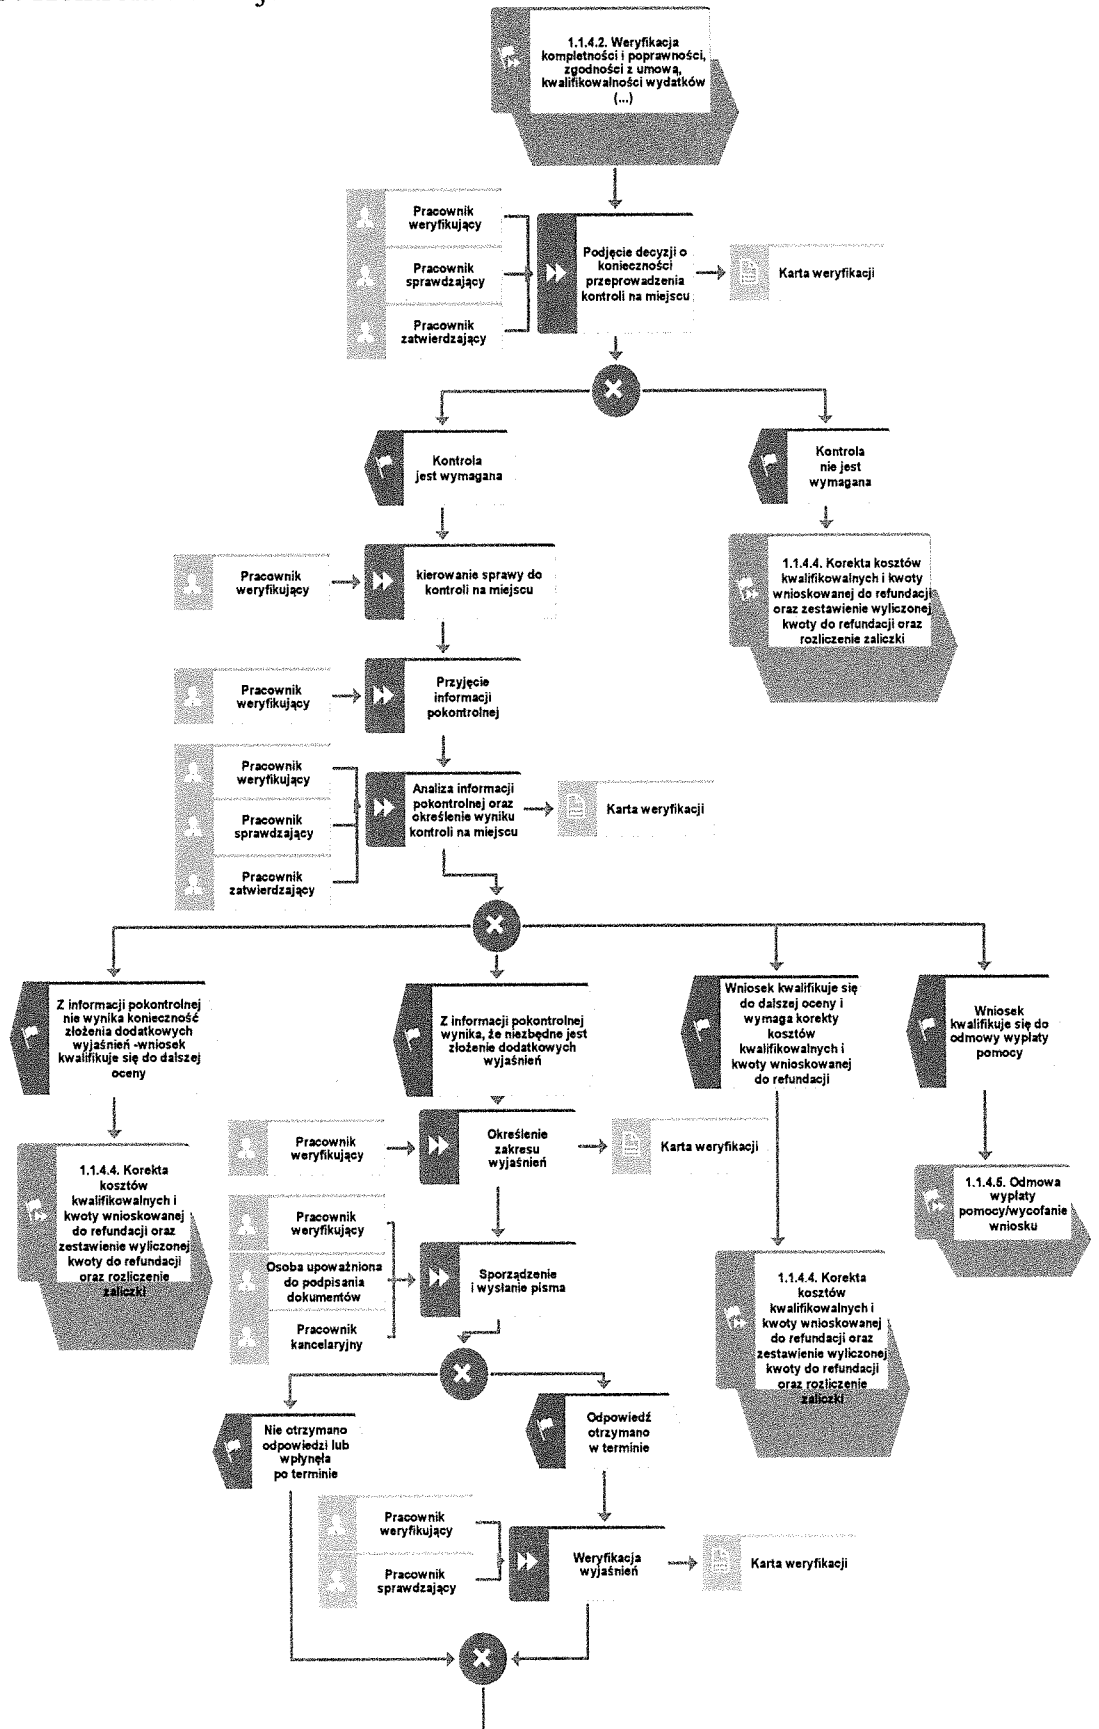 1.1.4.2. Weryfikacja
kompletności i poprawności,
zgodności z umową,
kwalifikowalności wydatków
(...)
Pracownik
weryfikujący
Pracownik
sprawdzający
Pracownik
zatwierdzający
Podjęcie decyzji o
konieczności
przeprowadzenia
kontroli na miejscu
Karta weryfikacji
Kontrola
jest wymagana
Kontrola
nie jest
wymagana
Pracownik
weryfikujący
kierowanie sprawy do
kontroli na miejscu
1.1.4.4. Korekta kosztów
kwalifikowalnych i kwoty
wnioskowanej do refundacji
oraz zestawienie wyliczonej
kwoty do refundacji oraz
rozliczenie zaliczki
Pracownik
weryfikujący
Przyjęcie
informacji
pokontrolnej
Pracownik
weryfikujący
Pracownik
sprawdzający
Pracownik
zatwierdzający
Analiza informacji
pokontrolnej oraz
określenie wyniku
kontroli na miejscu
Karta weryfikacji
Z informacji pokontrolnej
nie wynika konieczność
złożenia dodatkowych
wyjaśnień -wniosek
kwalifikuje się do dalszej
oceny
Z informacji pokontrolnej
wynika, że niezbędne jest
złożenie dodatkowych
wyjaśnień
Wniosek kwalifikuje się
do dalszej oceny i
wymaga korekty
kosztów
kwalifikowalnych i
kwoty wnioskowanej
do refundacji
Wniosek
kwalifikuje się do
odmowy wypłaty
pomocy
1.1.4.4. Korekta
kosztów
kwalifikowalnych i
kwoty wnioskowanej
do refundacji oraz
zestawienie wyliczonej
kwoty do refundacji
oraz rozliczenie
zaliczki
Pracownik
weryfikujący
Określenie
zakresu
wyjaśnień
Karta weryfikacji
1.1.4.5. Odmowa
wypłaty
pomocy/wycofanie
wniosku
Pracownik
weryfikujący
Osoba upoważniona
do podpisania
dokumentów
Pracownik
kancelaryjny
Sporządzenie
i wysłanie pisma
1.1.4.4. Korekta
kosztów
kwalifikowalnych i
kwoty wnioskowanej
do refundacji oraz
zestawienie wyliczonej
kwoty do refundacji
oraz rozliczenie
zaliczki
Nie otrzymano
odpowiedzi lub
wpłynęła
po terminie
Odpowiedź
otrzymano
w terminie
Pracownik
weryfikujący
Pracownik
sprawdzający
Weryfikacja
wyjaśnień
Karta weryfikacji